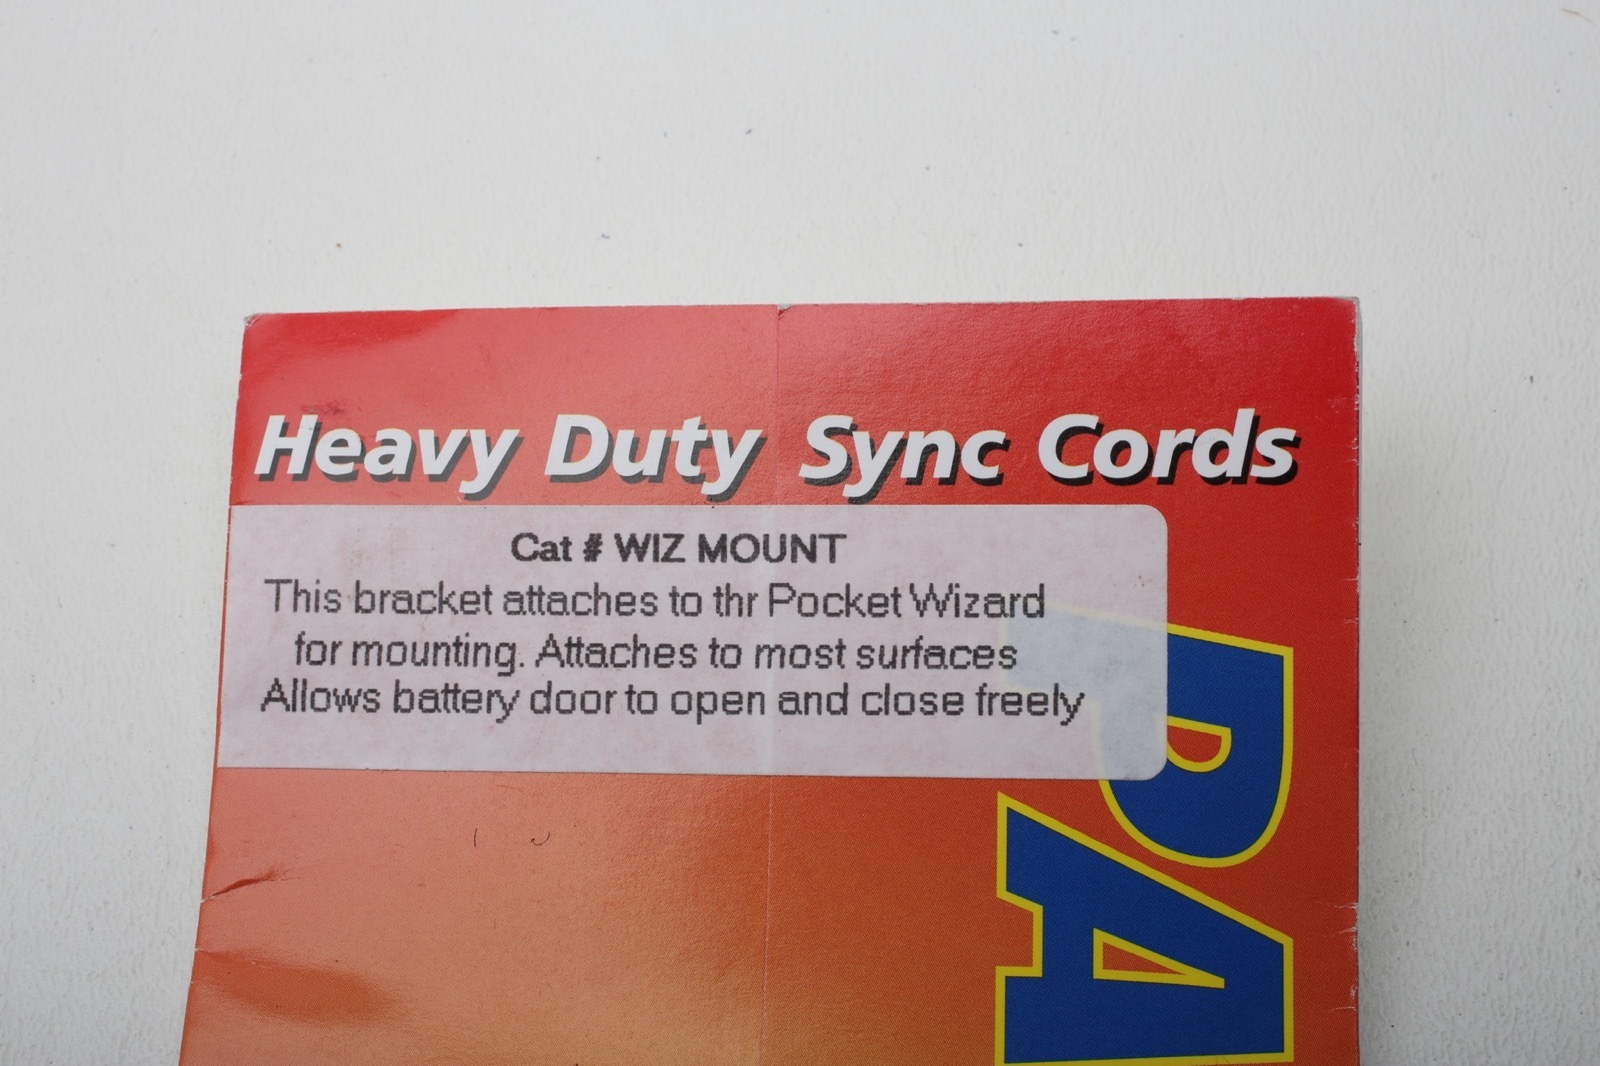 Heavy Duty Sync Cords
Cat # WIZ MOUNT
This bracket attaches to thr Pocket Wizard
for mounting. Attaches to most surfaces
Allows battery door to open and close freely
PA